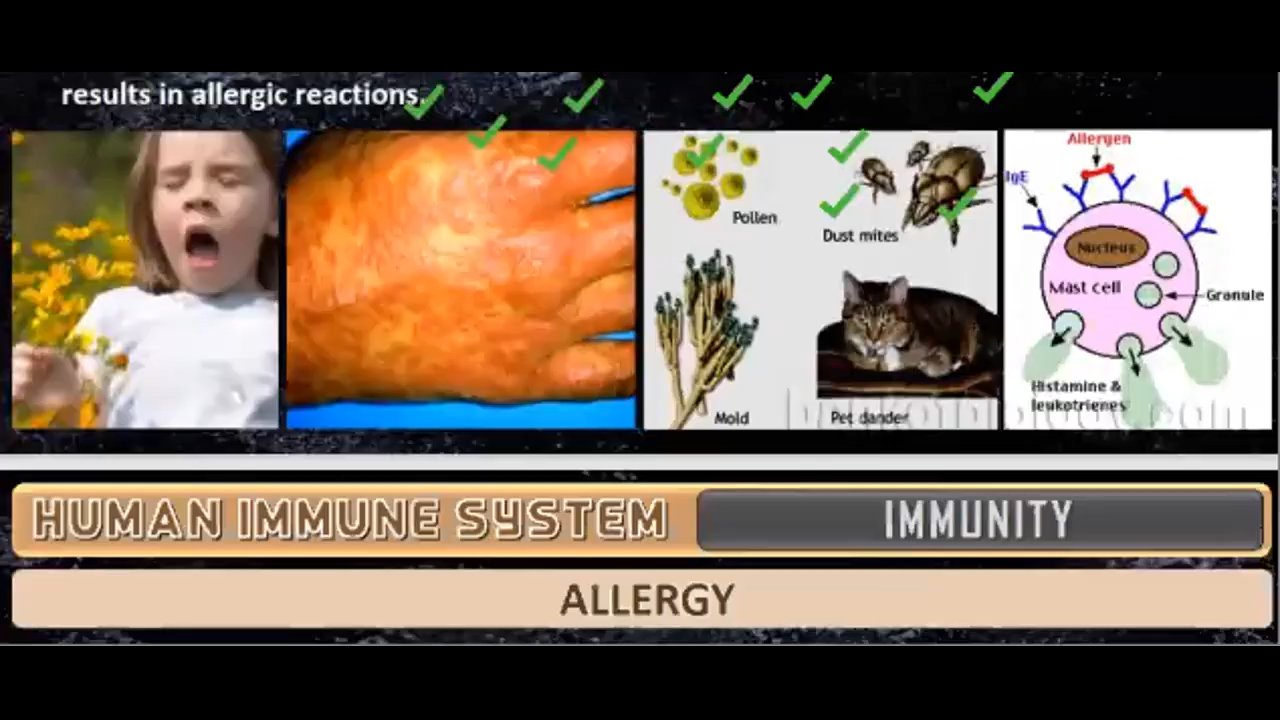 results in allergic reactions.
Pollen
Dust mites
Mold
Pet dander
Allergen
IgE
Nucleus
Mast cell
Granule
Histamine &
leukotrienes
HUMAN IMMUNE SYSTEM
IMMUNITY
ALLERGY